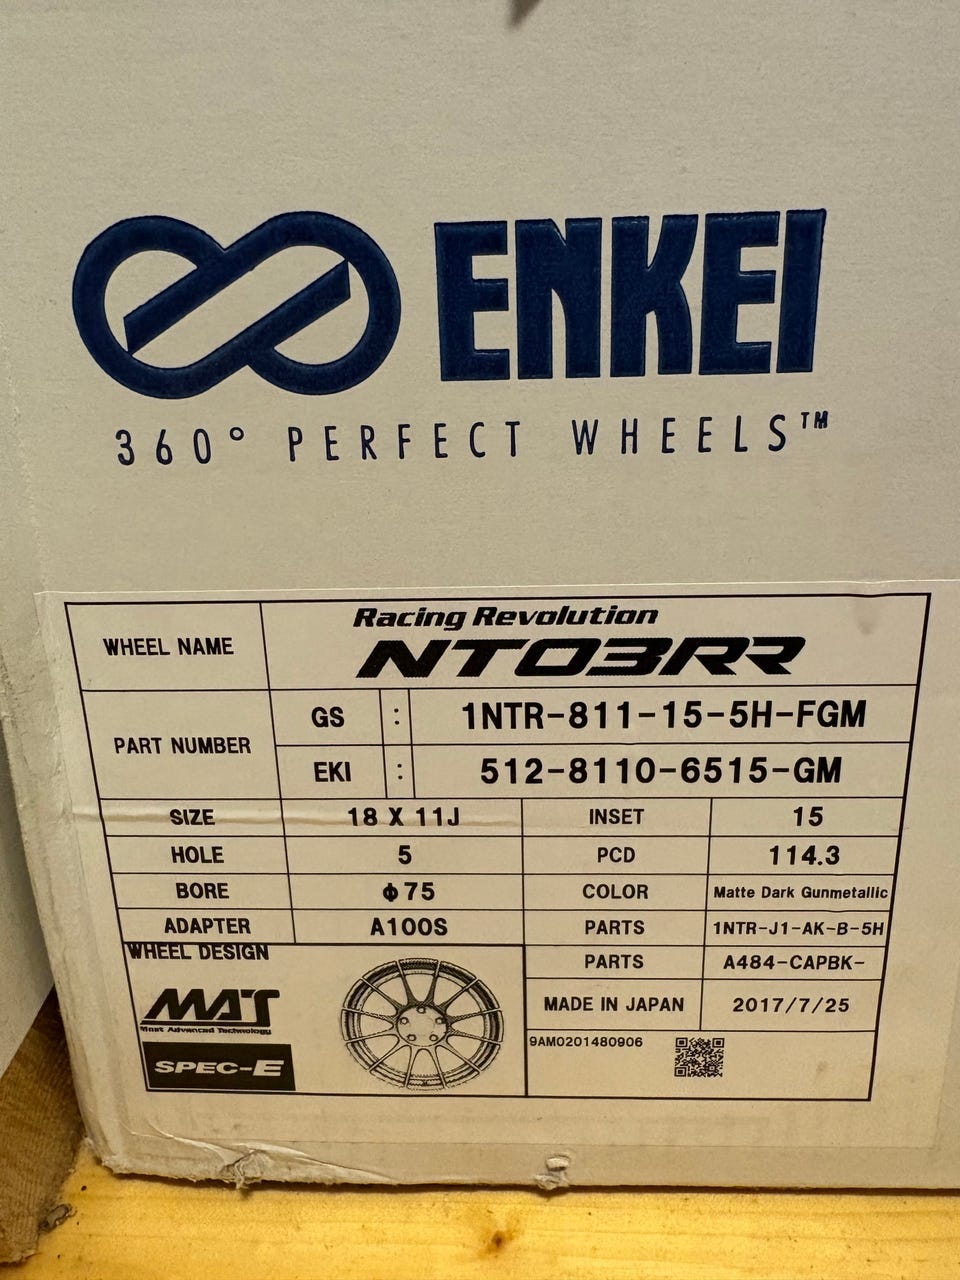 ENKEI
360° PERFECT WHEELS™
WHEEL NAME
Racing Revolution
NT03RR
PART NUMBER
GS : 1NTR-811-15-5H-FGM
EKI : 512-8110-6515-GM
SIZE 18 X 11J INSET 15
HOLE 5 PCD 114.3
BORE Φ75 COLOR Matte Dark Gunmetallic
ADAPTER A100S PARTS 1NTR-J1-AK-B-5H
WHEEL DESIGN PARTS A484-CAPBK-
MAT
Most Advanced Technology
SPEC-E
MADE IN JAPAN 2017/7/25
9AM0201480906